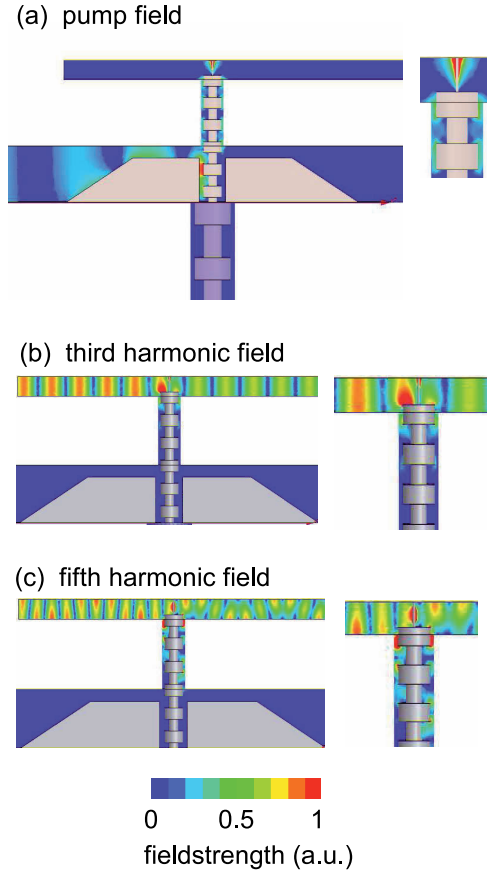 (a) pump field
(b) third harmonic field
(c) fifth harmonic field
0 0.5 1
fieldstrength (a.u.)